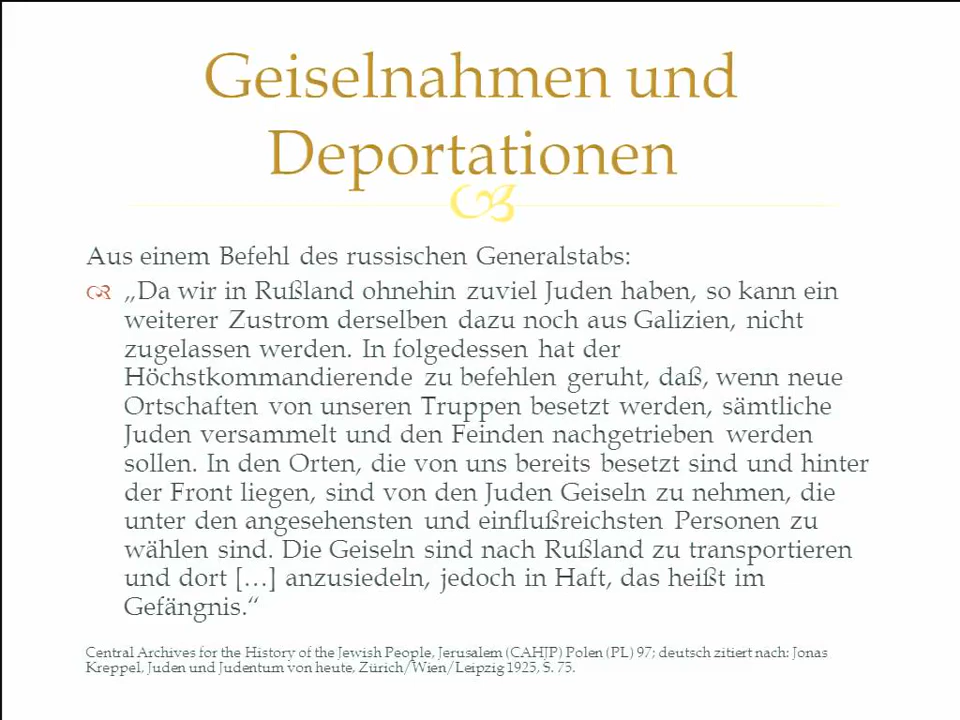 Geiselnahmen und
Deportationen
Aus einem Befehl des russischen Generalstabs:
„Da wir in Rußland ohnehin zuviel Juden haben, so kann ein
weiterer Zustrom derselben dazu noch aus Galizien, nicht
zugelassen werden. In folgedessen hat der
Höchstkommandierende zu befehlen geruht, daß, wenn neue
Ortschaften von unseren Truppen besetzt werden, sämtliche
Juden versammelt und den Feinden nachgetrieben werden
sollen. In den Orten, die von uns bereits besetzt sind und hinter
der Front liegen, sind von den Juden Geiseln zu nehmen, die
unter den angesehensten und einflußreichsten Personen zu
wählen sind. Die Geiseln sind nach Rußland zu transportieren
und dort […] anzusiedeln, jedoch in Haft, das heißt im
Gefängnis.“
Central Archives for the History of the Jewish People, Jerusalem (CAHJP) Polen (PL) 97; deutsch zitiert nach: Jonas
Kreppel, Juden und Judentum von heute, Zürich/Wien/Leipzig 1925, S. 75.